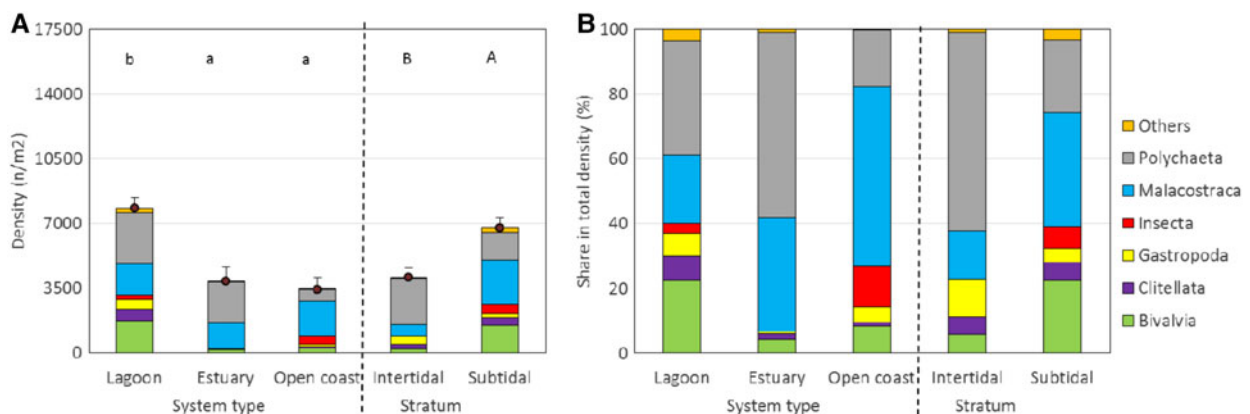 A
17500
14000
10500
7000
3500
0
Density (n/m2)
b a a B A
Lagoon Estuary Open coast Intertidal Subtidal
System type Stratum
B
100
80
60
40
20
0
Share in total density (%)
Lagoon Estuary Open coast Intertidal Subtidal
System type Stratum
Others
Polychaeta
Malacostraca
Insecta
Gastropoda
Clitellata
Bivalvia